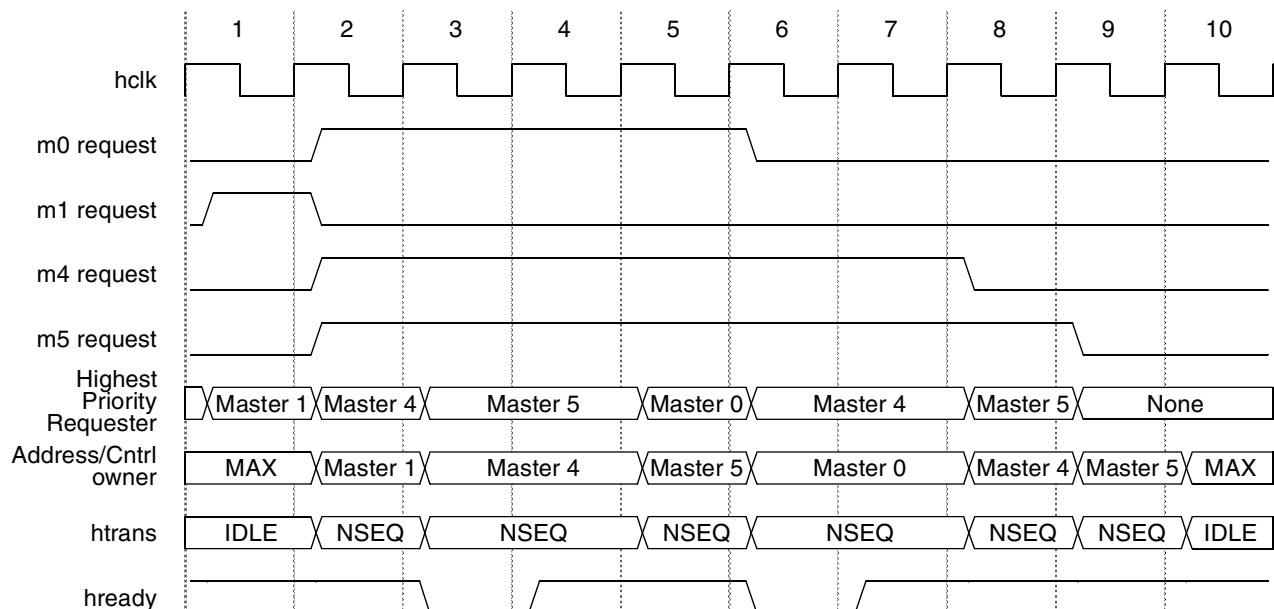 1 2 3 4 5 6 7 8 9 10
hclk
m0 request
m1 request
m4 request
m5 request
Highest
Priority
Requester
Master 1 Master 4 Master 5 Master 0 Master 4 Master 5 None
Address/Cntrl
owner
MAX Master 1 Master 4 Master 5 Master 0 Master 4 Master 5 MAX
htrans IDLE NSEQ NSEQ NSEQ NSEQ NSEQ NSEQ IDLE
hready